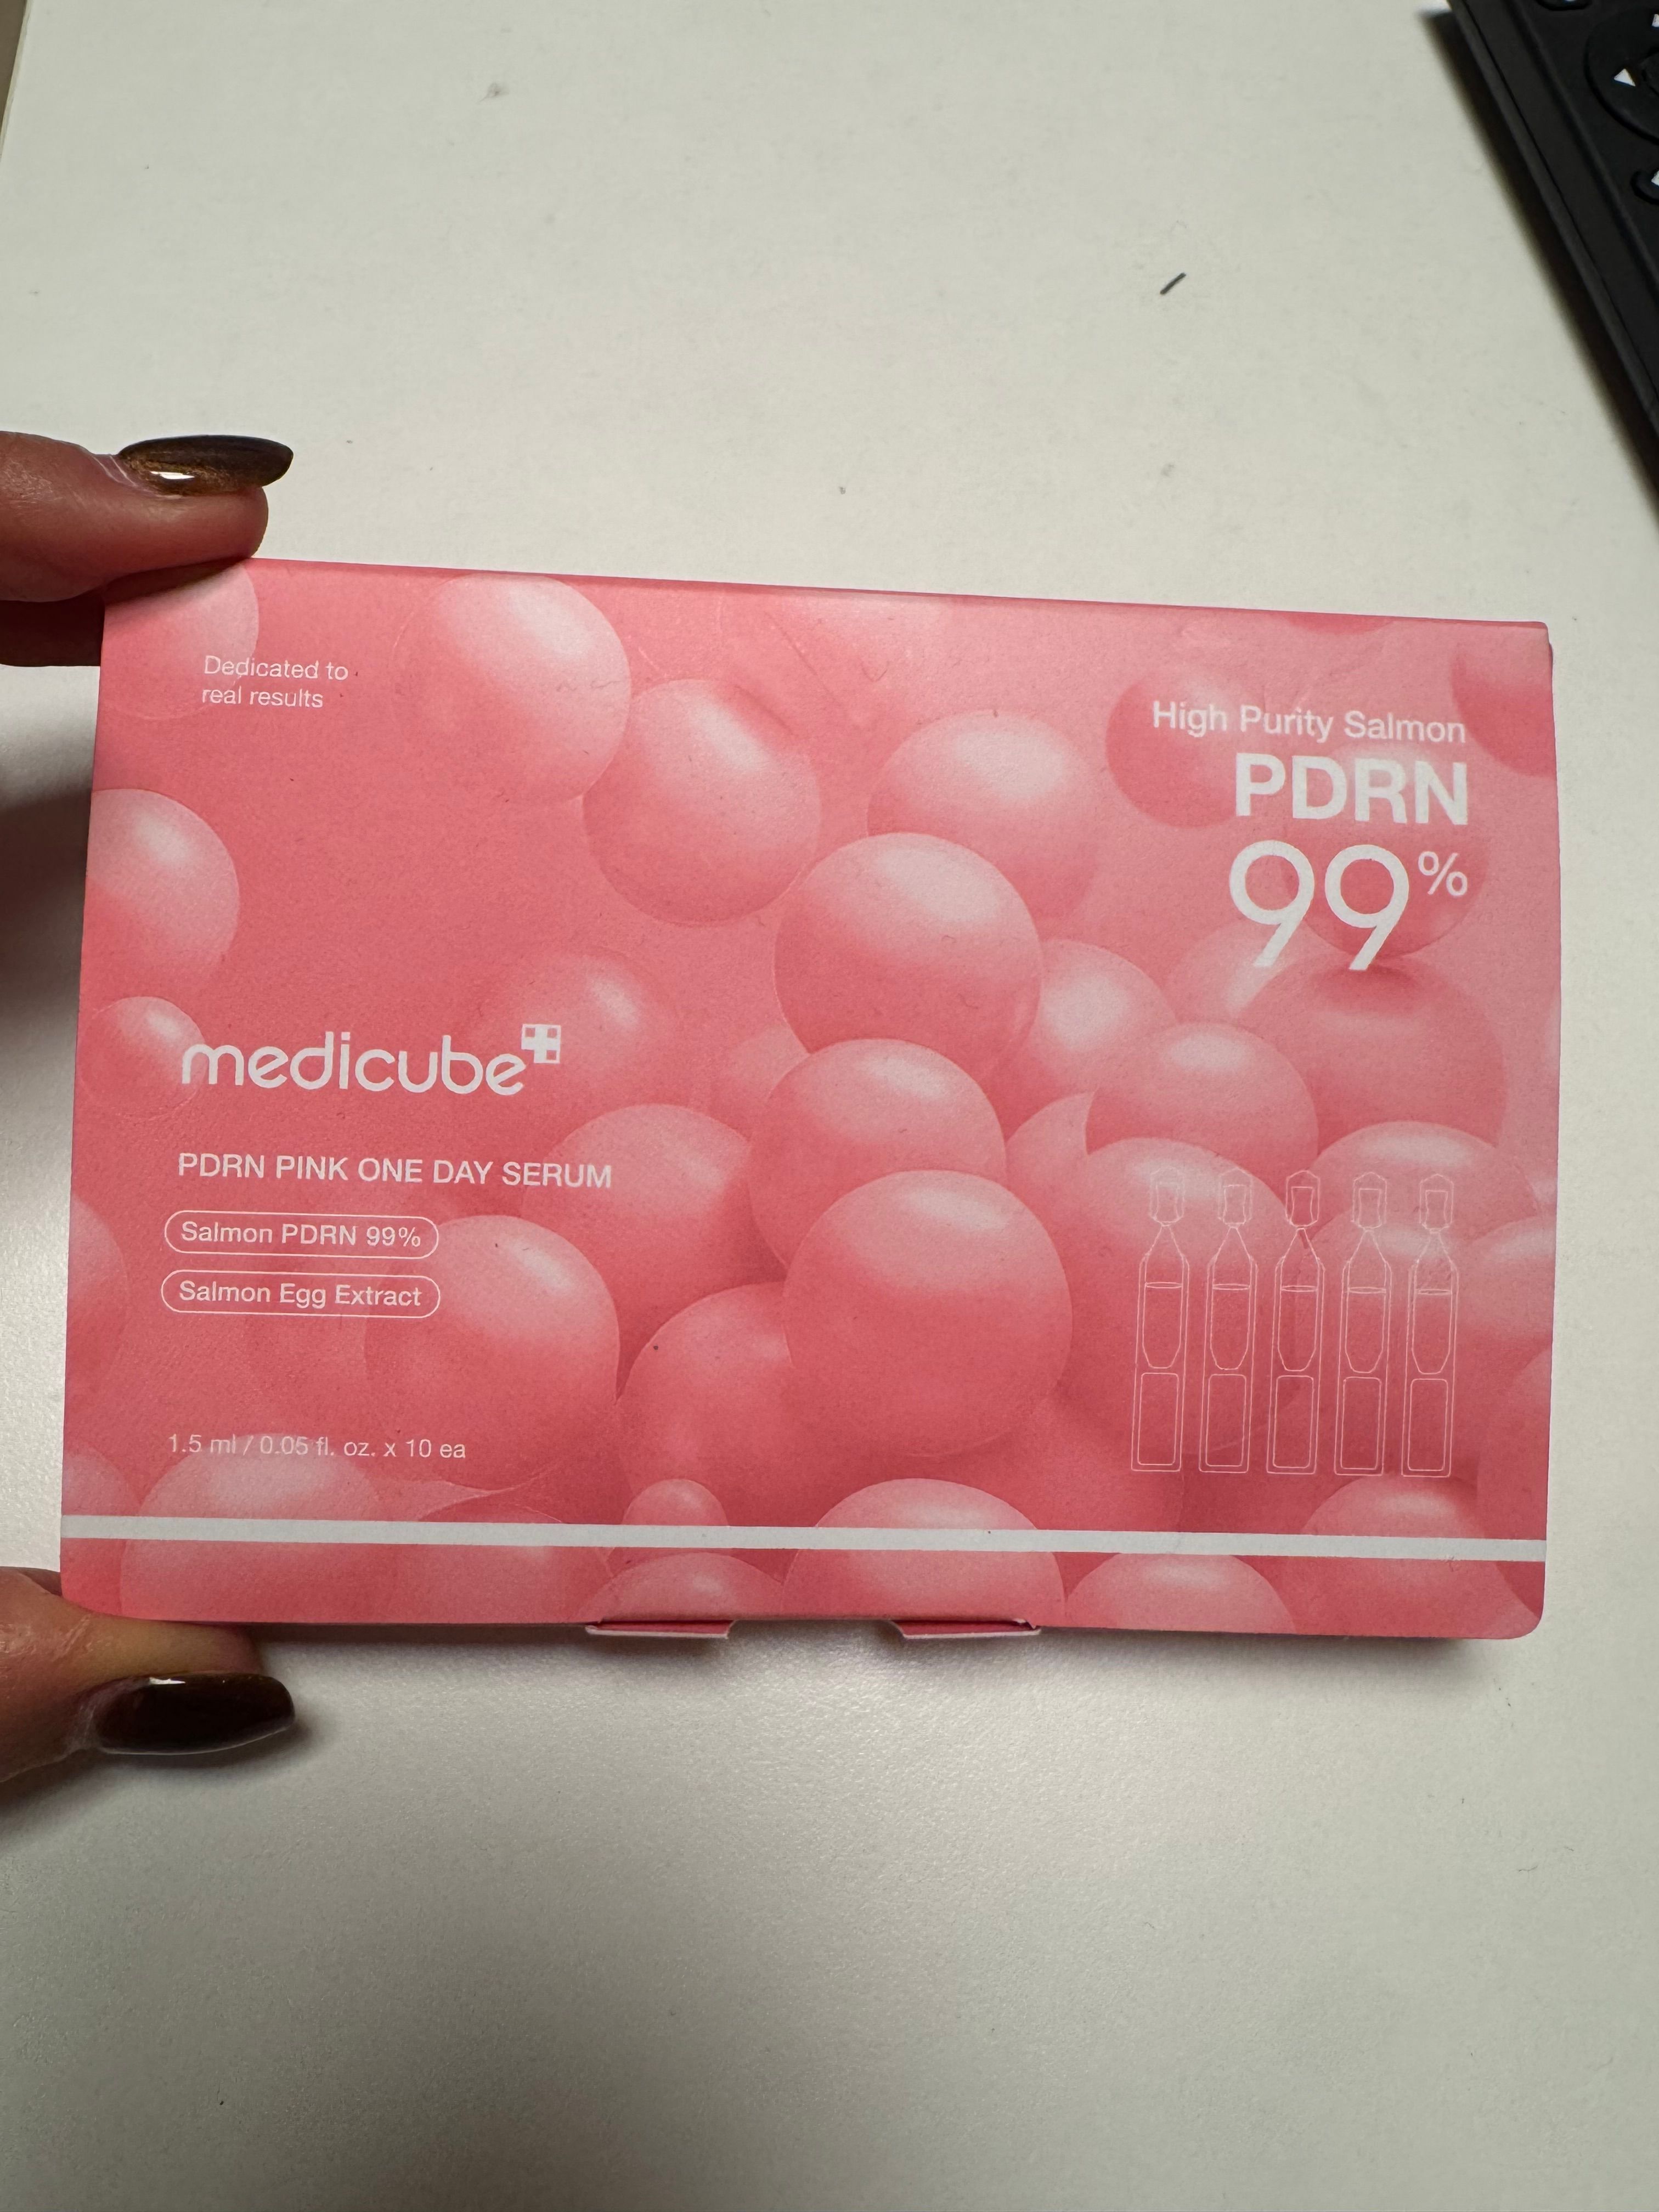 Dedicated to
real results
High Purity Salmon
PDRN
99%
medicube
PDRN PINK ONE DAY SERUM
Salmon PDRN 99%
Salmon Egg Extract
1.5 ml / 0.05 fl. oz. x 10 ea